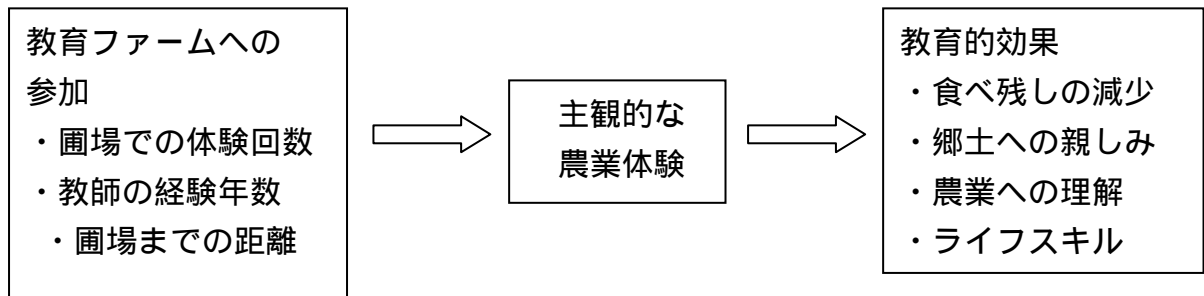 教育ファームへの
参加
・圃場での体験回数
・教師の経験年数
・圃場までの距離
主観的な
農業体験
教育的効果
・食べ残しの減少
・郷土への親しみ
・農業への理解
・ライフスキル